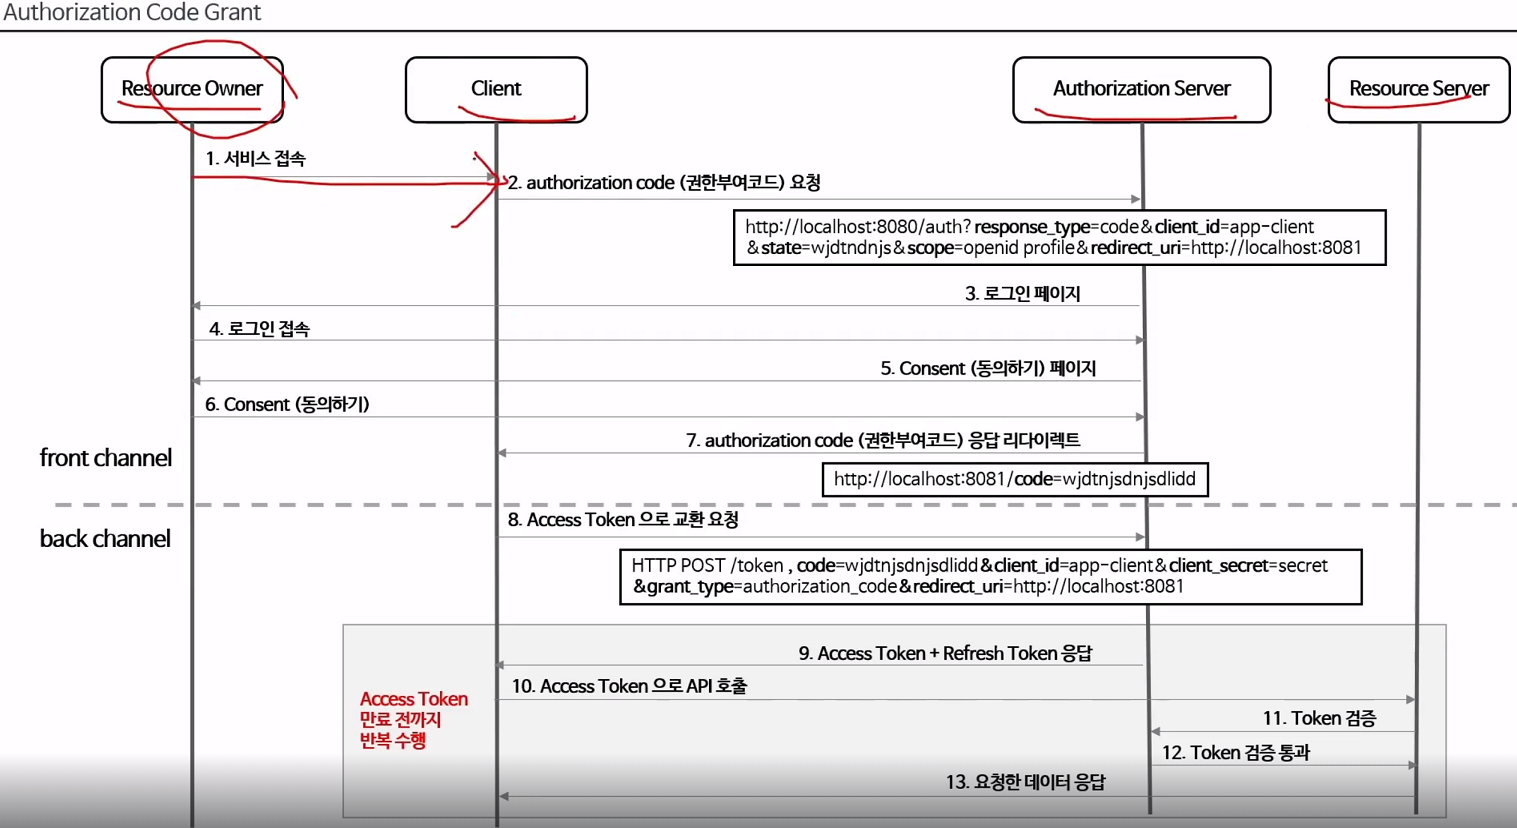 Authorization Code Grant
Resource Owner
Client
Authorization Server
Resource Server
1. 서비스 접속
2. authorization code (권한부여코드) 요청
http://localhost:8080/auth? response_type=code&client_id=app-client
&state=wjdtndnjs&scope=openid profile&redirect_uri=http://localhost:8081
3. 로그인 페이지
4. 로그인 접속
5. Consent (동의하기) 페이지
6. Consent (동의하기)
7. authorization code (권한부여코드) 응답 리다이렉트
front channel
http://localhost:8081/code=wjdtnjsdnjsdlidd
8. Access Token 으로 교환 요청
back channel
HTTP POST /token , code=wjdtnjsdnjsdlidd&client_id=app-client&client_secret=secret
&grant_type=authorization_code&redirect_uri=http://localhost:8081
9. Access Token + Refresh Token 응답
10. Access Token 으로 API 호출
Access Token
만료 전까지
반복 수행
11. Token 검증
12. Token 검증 통과
13. 요청한 데이터 응답